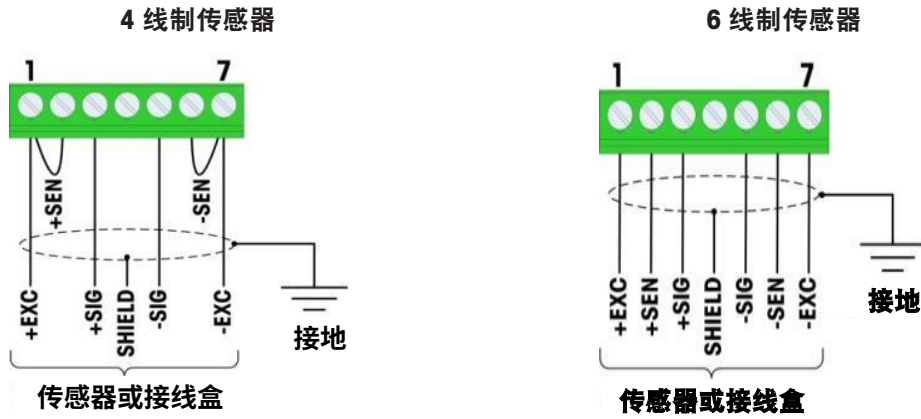 4 线制传感器
1 7
+SEN
-SEN
+EXC
+SIG
SHIELD
-SIG
-EXC
接地
传感器或接线盒
6 线制传感器
1 7
+EXC
+SEN
+SIG
SHIELD
-SIG
-SEN
-EXC
接地
传感器或接线盒